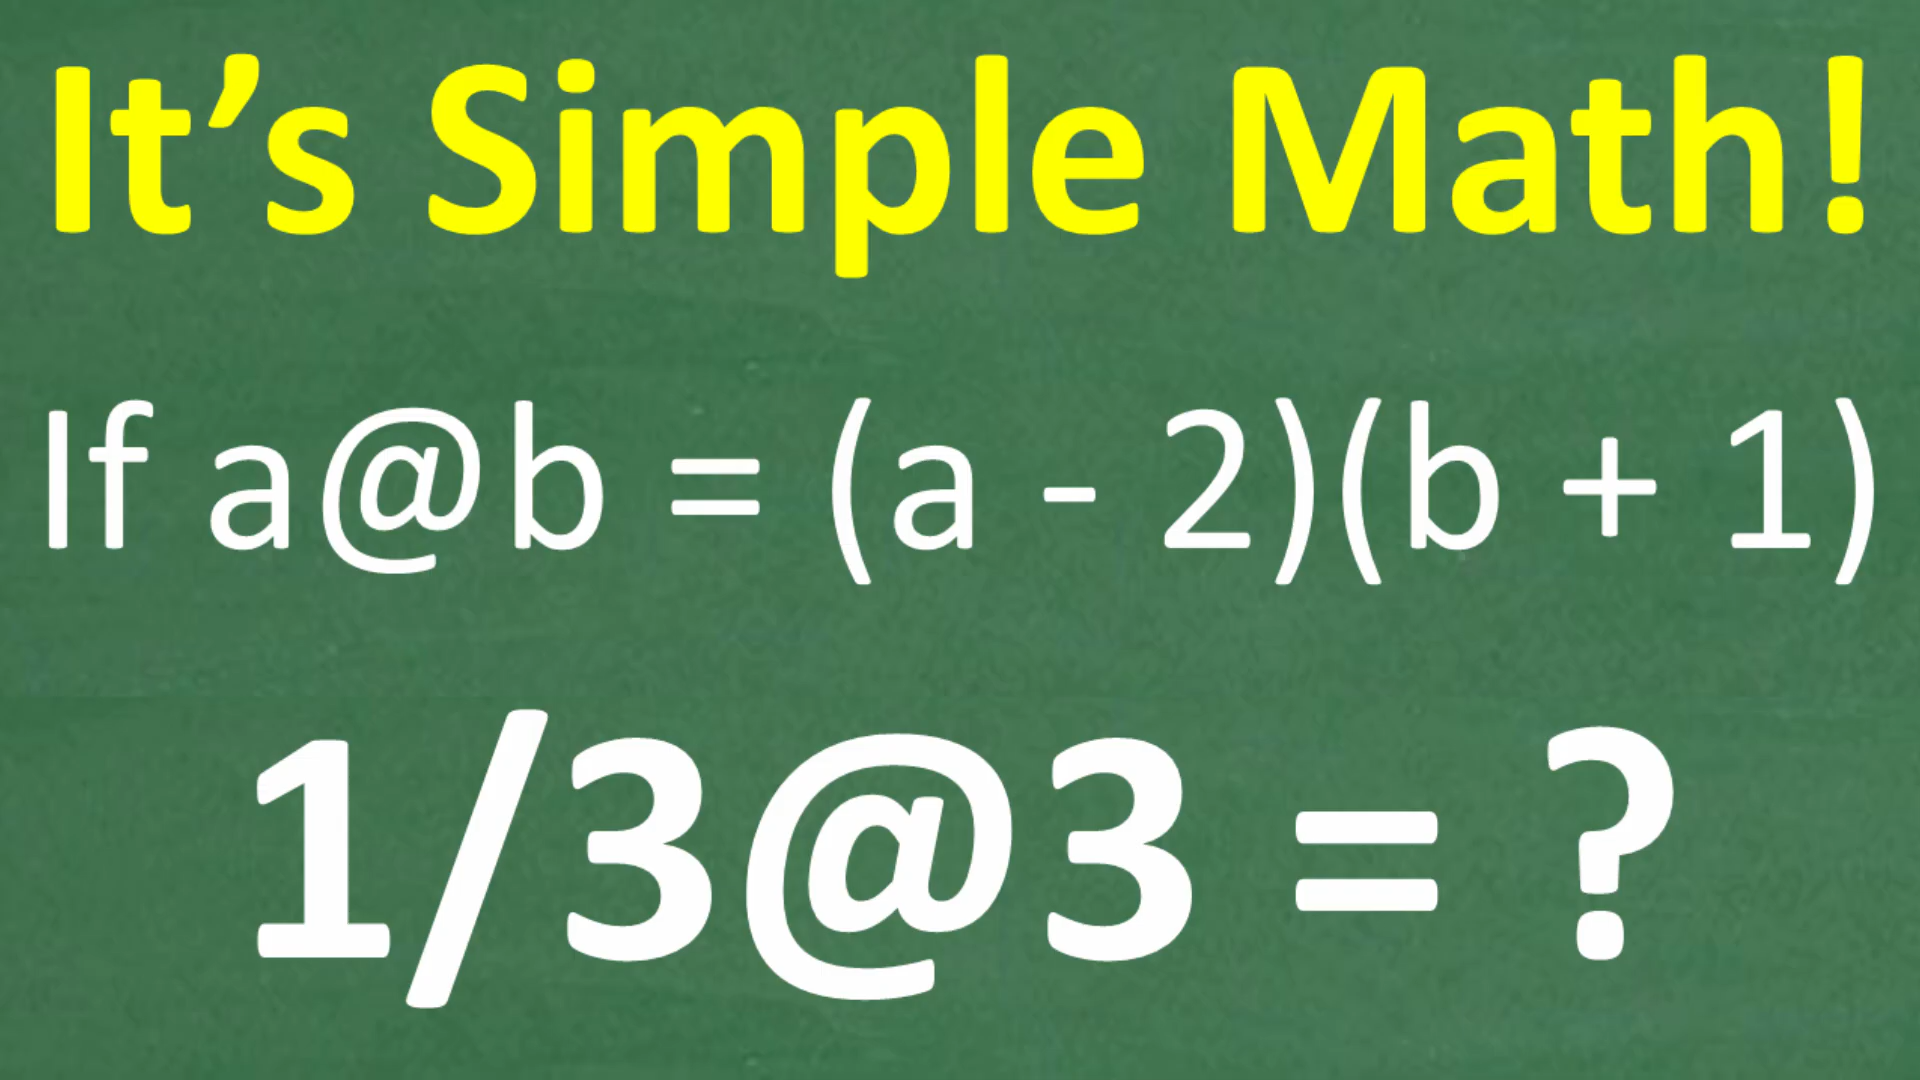 It’s Simple Math!
If a@b = (a - 2)(b + 1)
1/3@3 = ?